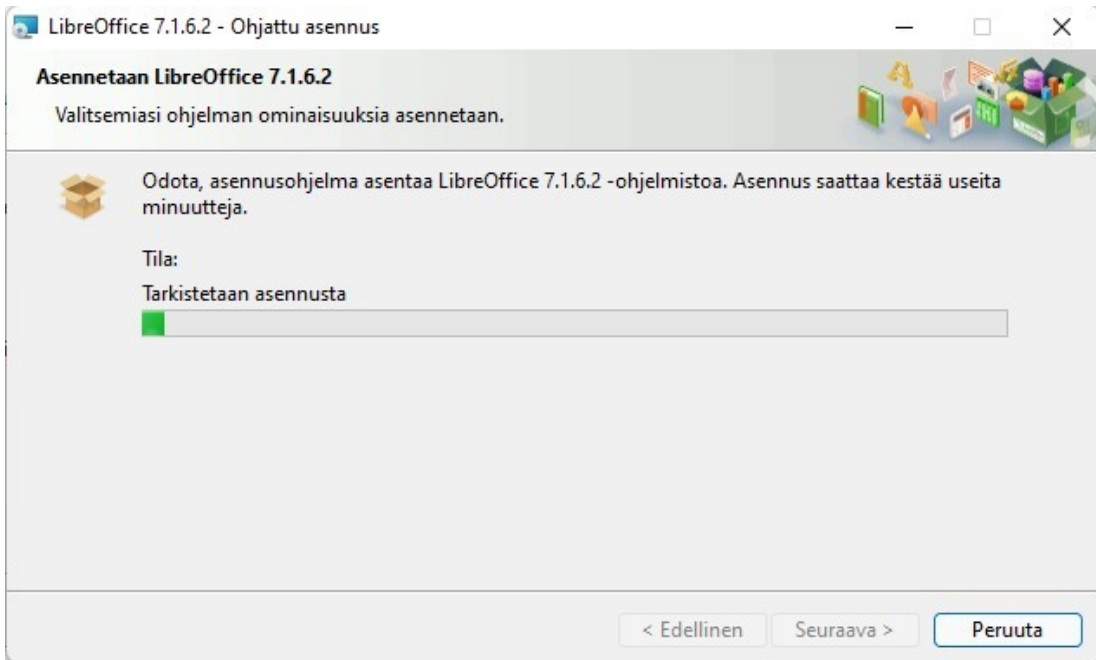 LibreOffice 7.1.6.2 - Ohjattu asennus
Asennetaan LibreOffice 7.1.6.2
Valitsemiasi ohjelman ominaisuuksia asennetaan.
Odota, asennusohjelma asentaa LibreOffice 7.1.6.2 -ohjelmistoa. Asennus saattaa kestää useita
minuutteja.
Tila:
Tarkistetaan asennusta
< Edellinen Seuraava > Peruuta